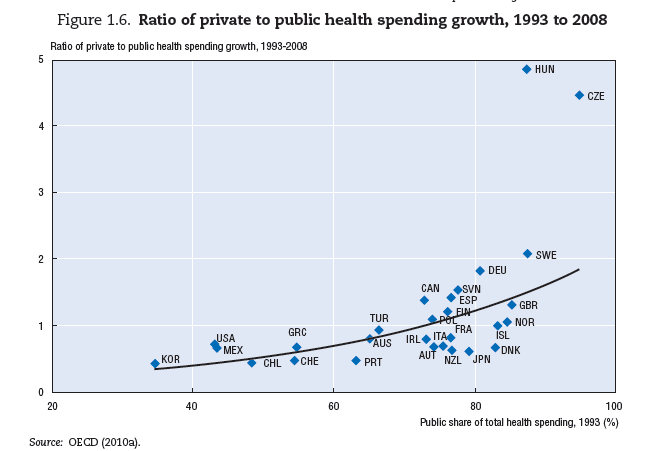 Figure 1.6. Ratio of private to public health spending growth, 1993 to 2008
Ratio of private to public health spending growth, 1993-2008
5
HUN
CZE
4
3
SWE
2
DEU
CAN
SVN
ESP
GBR
FIN
TUR
POL
NOR
1
GRC
USA
AUS
IRL
ITA
FRA
ISL
MEX
AUT
DNK
KOR
CHL
CHE
PRT
NZL
JPN
0
20
40
60
80
100
Public share of total health spending, 1993 (%)
Source: OECD (2010a).